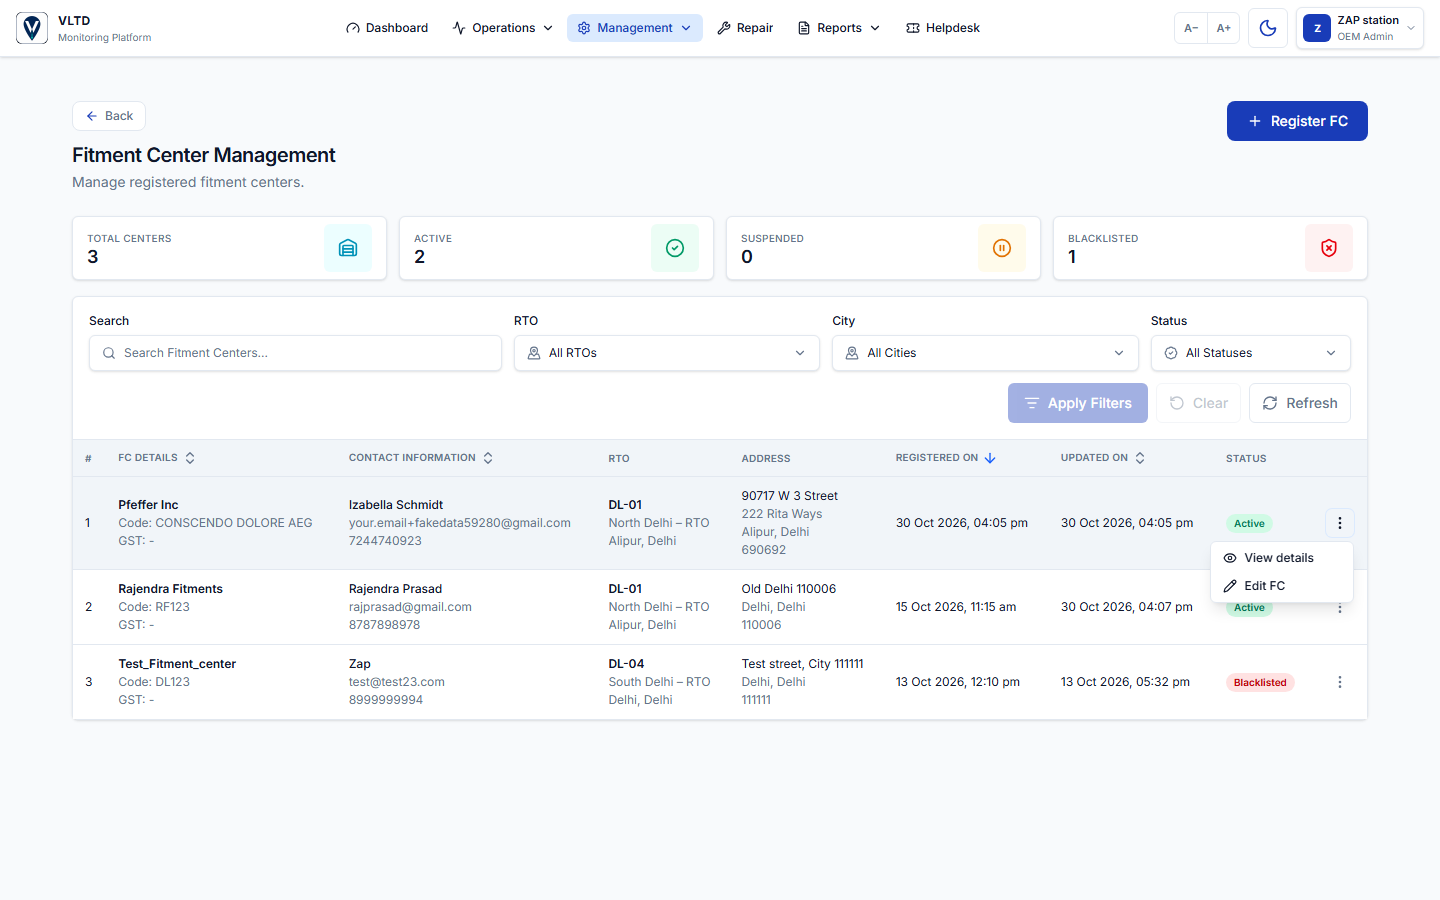 VLTD
Monitoring Platform
Dashboard
Operations
Management
Repair
Reports
Helpdesk
A−
A+
Z
ZAP station
OEM Admin
Back
Register FC
Fitment Center Management
Manage registered fitment centers.
TOTAL CENTERS
3
ACTIVE
2
SUSPENDED
0
BLACKLISTED
1
Search
RTO
City
Status
Search Fitment Centers...
All RTOs
All Cities
All Statuses
Apply Filters
Clear
Refresh
# FC DETAILS CONTACT INFORMATION RTO ADDRESS REGISTERED ON UPDATED ON STATUS
1
Pfeffer Inc
Code: CONSCENDO DOLORE AEG
GST: -
Izabella Schmidt
your.email+fakedata59280@gmail.com
7244740923
DL-01
North Delhi – RTO
Alipur, Delhi
90717 W 3 Street
222 Rita Ways
Alipur, Delhi
690692
30 Oct 2026, 04:05 pm
30 Oct 2026, 04:05 pm
Active
View details
Edit FC
2
Rajendra Fitments
Code: RF123
GST: -
Rajendra Prasad
rajprasad@gmail.com
8787898978
DL-01
North Delhi – RTO
Alipur, Delhi
Old Delhi 110006
Delhi, Delhi
110006
15 Oct 2026, 11:15 am
30 Oct 2026, 04:07 pm
Active
3
Test_Fitment_center
Code: DL123
GST: -
Zap
test@test23.com
8999999994
DL-04
South Delhi – RTO
Delhi, Delhi
Test street, City 111111
Delhi, Delhi
111111
13 Oct 2026, 12:10 pm
13 Oct 2026, 05:32 pm
Blacklisted